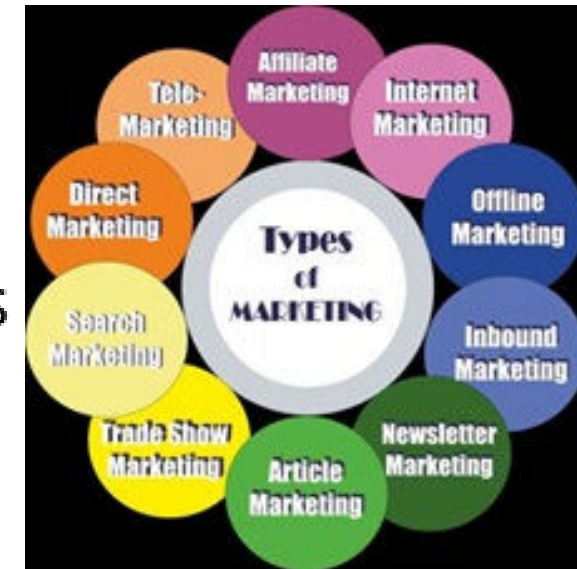 Types
of
MARKETING
Affiliate
Marketing
Internet
Marketing
Offline
Marketing
Inbound
Marketing
Newsletter
Marketing
Article
Marketing
Trade Show
Marketing
Search
Marketing
Direct
Marketing
Tele-
Marketing